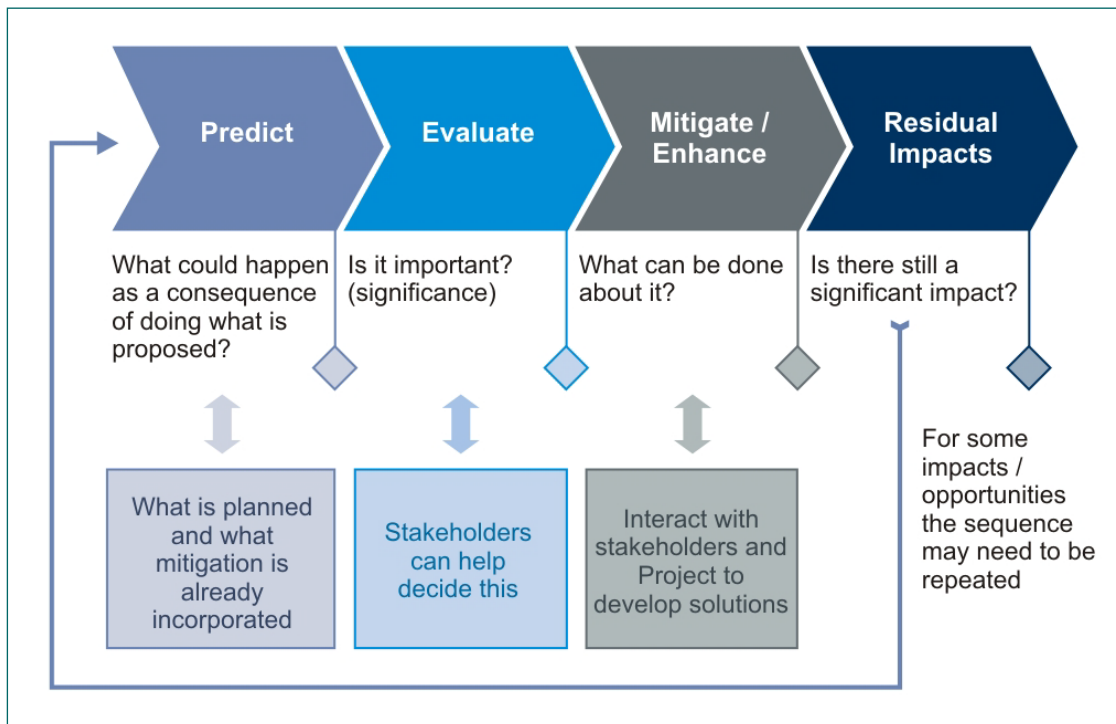 Predict
Evaluate
Mitigate /
Enhance
Residual
Impacts
What could happen
as a consequence
of doing what is
proposed?
Is it important?
(significance)
What can be done
about it?
Is there still a
significant impact?
What is planned
and what
mitigation is
already
incorporated
Stakeholders
can help
decide this
Interact with
stakeholders and
Project to
develop solutions
For some
impacts /
opportunities
the sequence
may need to be
repeated